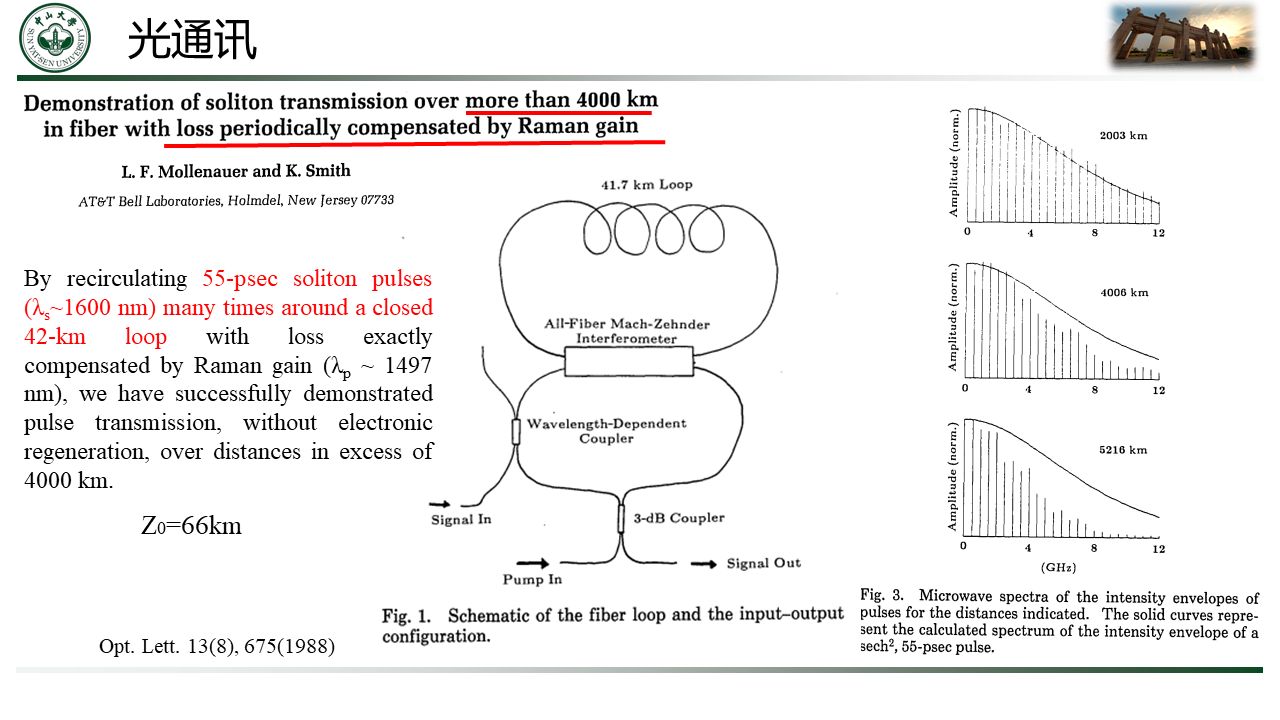 中山大学
SUN YAT-SEN UNIVERSITY
光通讯
Demonstration of soliton transmission over more than 4000 km
in fiber with loss periodically compensated by Raman gain
L. F. Mollenauer and K. Smith
AT&T Bell Laboratories, Holmdel, New Jersey 07733
By recirculating 55-psec soliton pulses
(λs~1600 nm) many times around a closed
42-km loop with loss exactly
compensated by Raman gain (λp ~ 1497
nm), we have successfully demonstrated
pulse transmission, without electronic
regeneration, over distances in excess of
4000 km.
Z0=66km
Opt. Lett. 13(8), 675(1988)
41.7 km Loop
All-Fiber Mach-Zehnder
Interferometer
Wavelength-Dependent
Coupler
Signal In
3-dB Coupler
Signal Out
Pump In
Fig. 1. Schematic of the fiber loop and the input–output
configuration.
Amplitude (norm.)
2003 km
0 4 8 12
Amplitude (norm.)
4006 km
0 4 8 12
Amplitude (norm.)
5216 km
0 4 8 12
(GHz)
Fig. 3. Microwave spectra of the intensity envelopes of
pulses for the distances indicated. The solid curves repre-
sent the calculated spectrum of the intensity envelope of a
sech², 55-psec pulse.